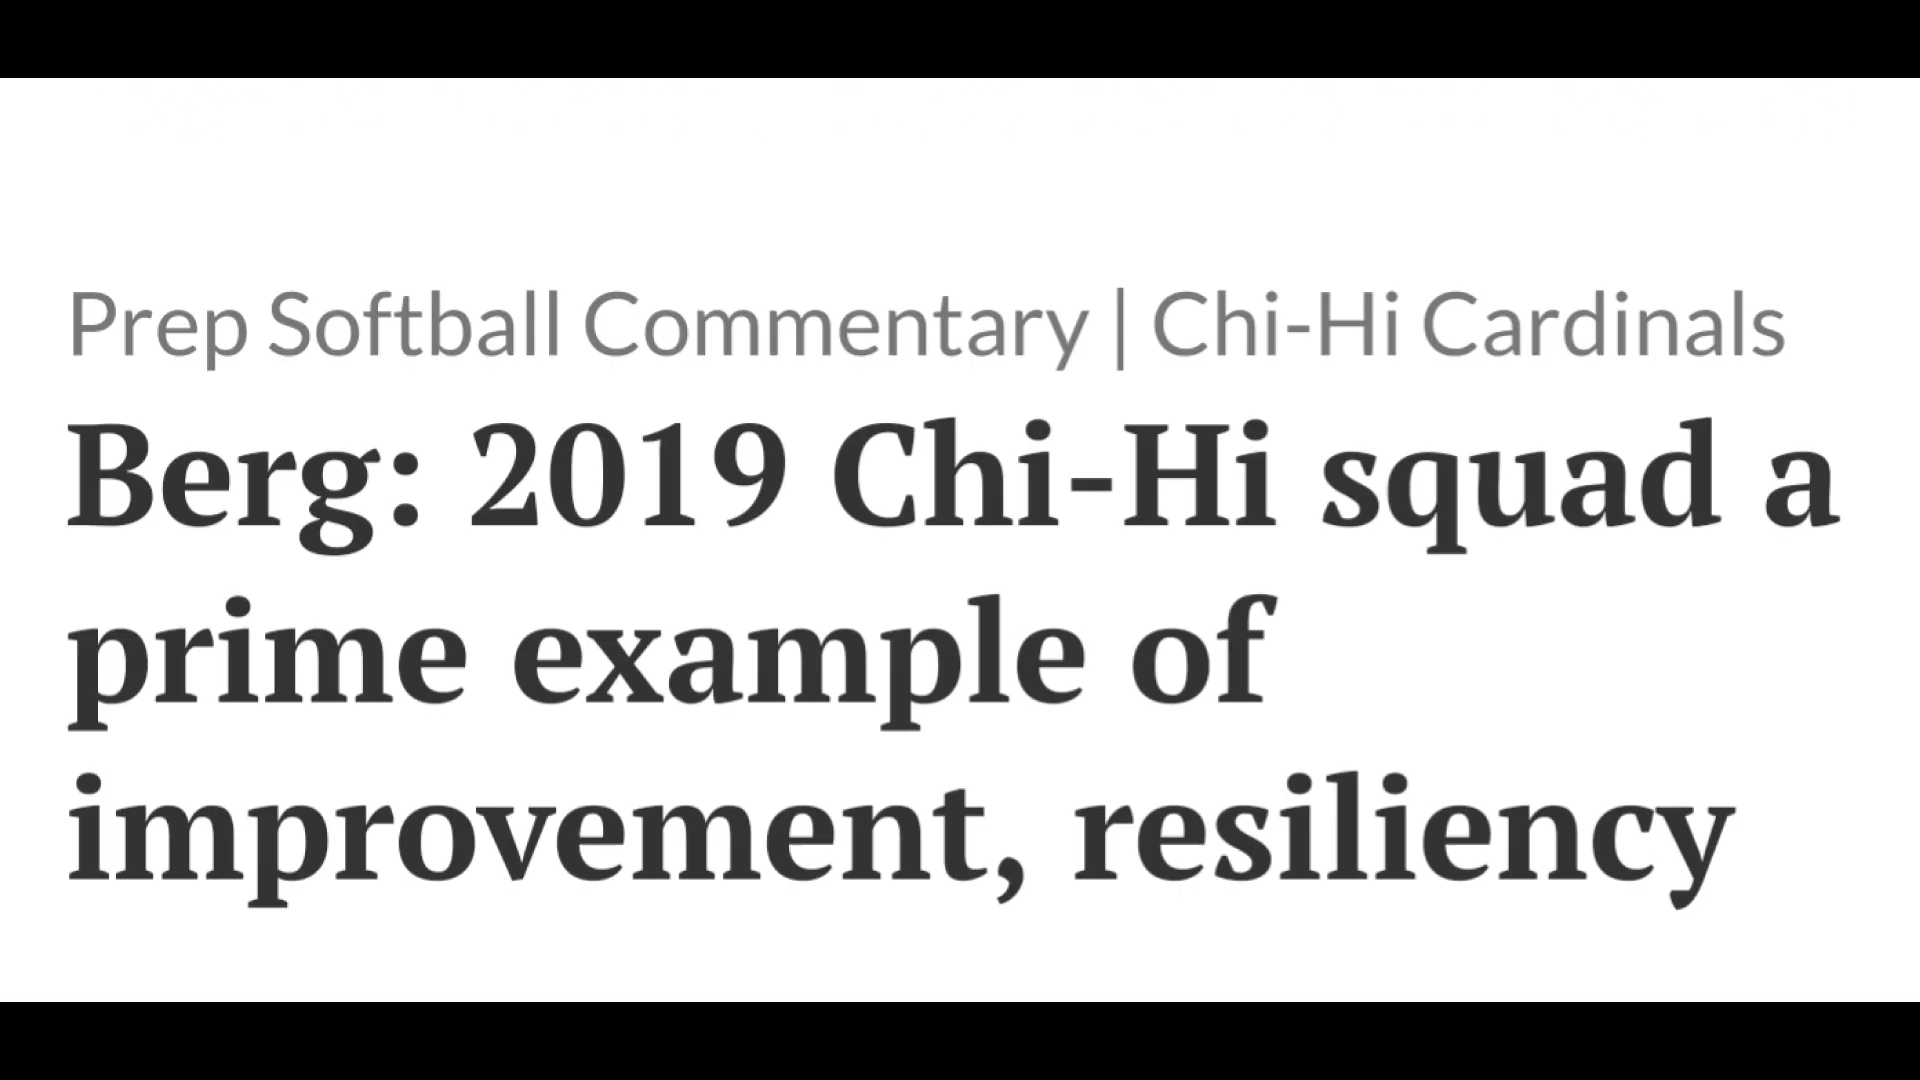 Prep Softball Commentary | Chi-Hi Cardinals
Berg: 2019 Chi-Hi squad a
prime example of
improvement, resiliency